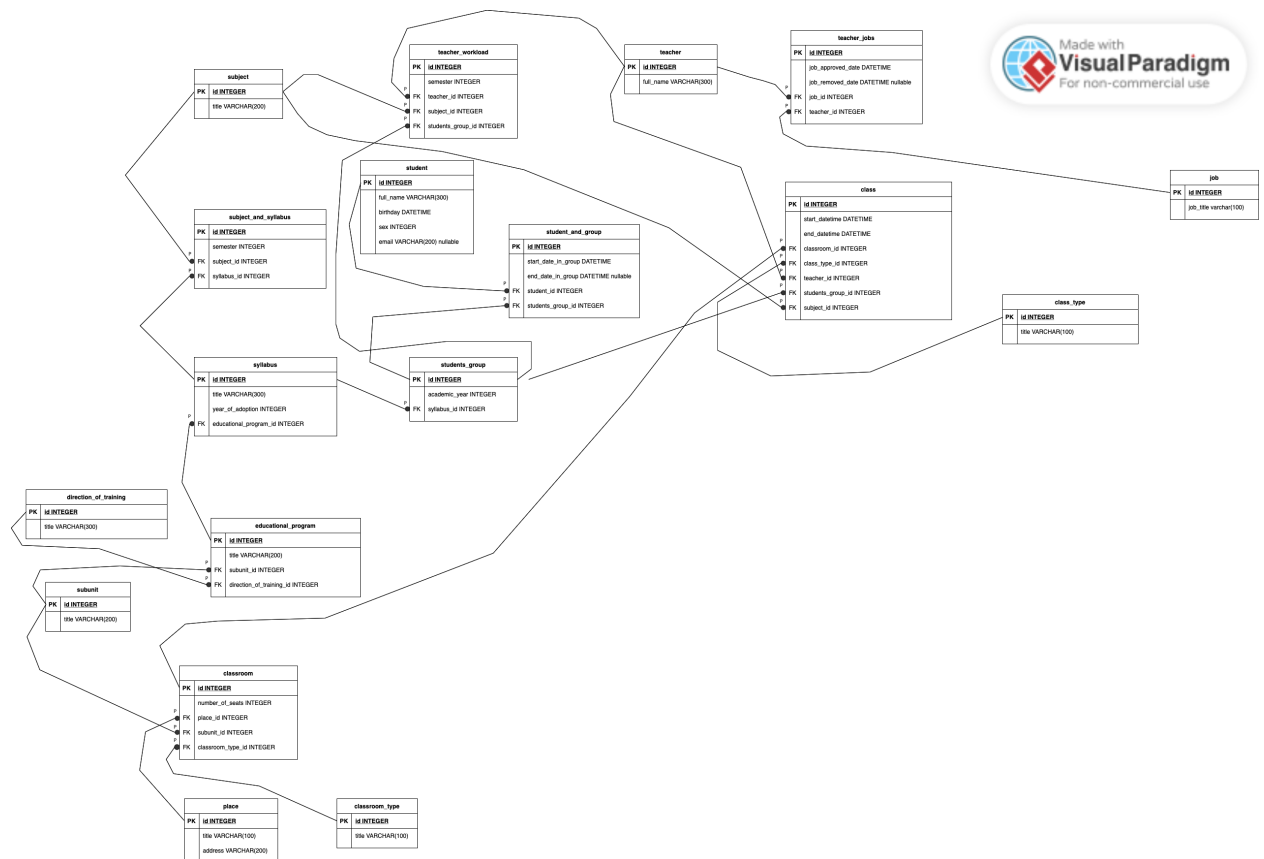 Made with
Visual Paradigm
For non-commercial use
teacher_workload
PK id INTEGER
semester INTEGER
P
FK teacher_id INTEGER
P
FK subject_id INTEGER
P
FK students_group_id INTEGER
teacher
PK id INTEGER
full_name VARCHAR(300)
teacher_jobs
PK id INTEGER
job_approved_date DATETIME
job_removed_date DATETIME nullable
P
FK job_id INTEGER
P
FK teacher_id INTEGER
subject
PK id INTEGER
title VARCHAR(200)
student
PK id INTEGER
full_name VARCHAR(300)
birthday DATETIME
sex INTEGER
email VARCHAR(200) nullable
job
PK id INTEGER
job_title varchar(100)
class
PK id INTEGER
start_datetime DATETIME
end_datetime DATETIME
P
FK classroom_id INTEGER
P
FK class_type_id INTEGER
P
FK teacher_id INTEGER
P
FK students_group_id INTEGER
P
FK subject_id INTEGER
subject_and_syllabus
PK id INTEGER
semester INTEGER
P
FK subject_id INTEGER
P
FK syllabus_id INTEGER
student_and_group
PK id INTEGER
start_date_in_group DATETIME
end_date_in_group DATETIME nullable
P
FK student_id INTEGER
P
FK students_group_id INTEGER
class_type
PK id INTEGER
title VARCHAR(100)
syllabus
PK id INTEGER
title VARCHAR(300)
year_of_adoption INTEGER
P
FK educational_program_id INTEGER
students_group
PK id INTEGER
academic_year INTEGER
P
FK syllabus_id INTEGER
direction_of_training
PK id INTEGER
title VARCHAR(300)
educational_program
PK id INTEGER
title VARCHAR(200)
P
FK subunit_id INTEGER
P
FK direction_of_training_id INTEGER
subunit
PK id INTEGER
title VARCHAR(200)
classroom
PK id INTEGER
number_of_seats INTEGER
P
FK place_id INTEGER
P
FK subunit_id INTEGER
P
FK classroom_type_id INTEGER
place
PK id INTEGER
title VARCHAR(100)
address VARCHAR(200)
classroom_type
PK id INTEGER
title VARCHAR(100)